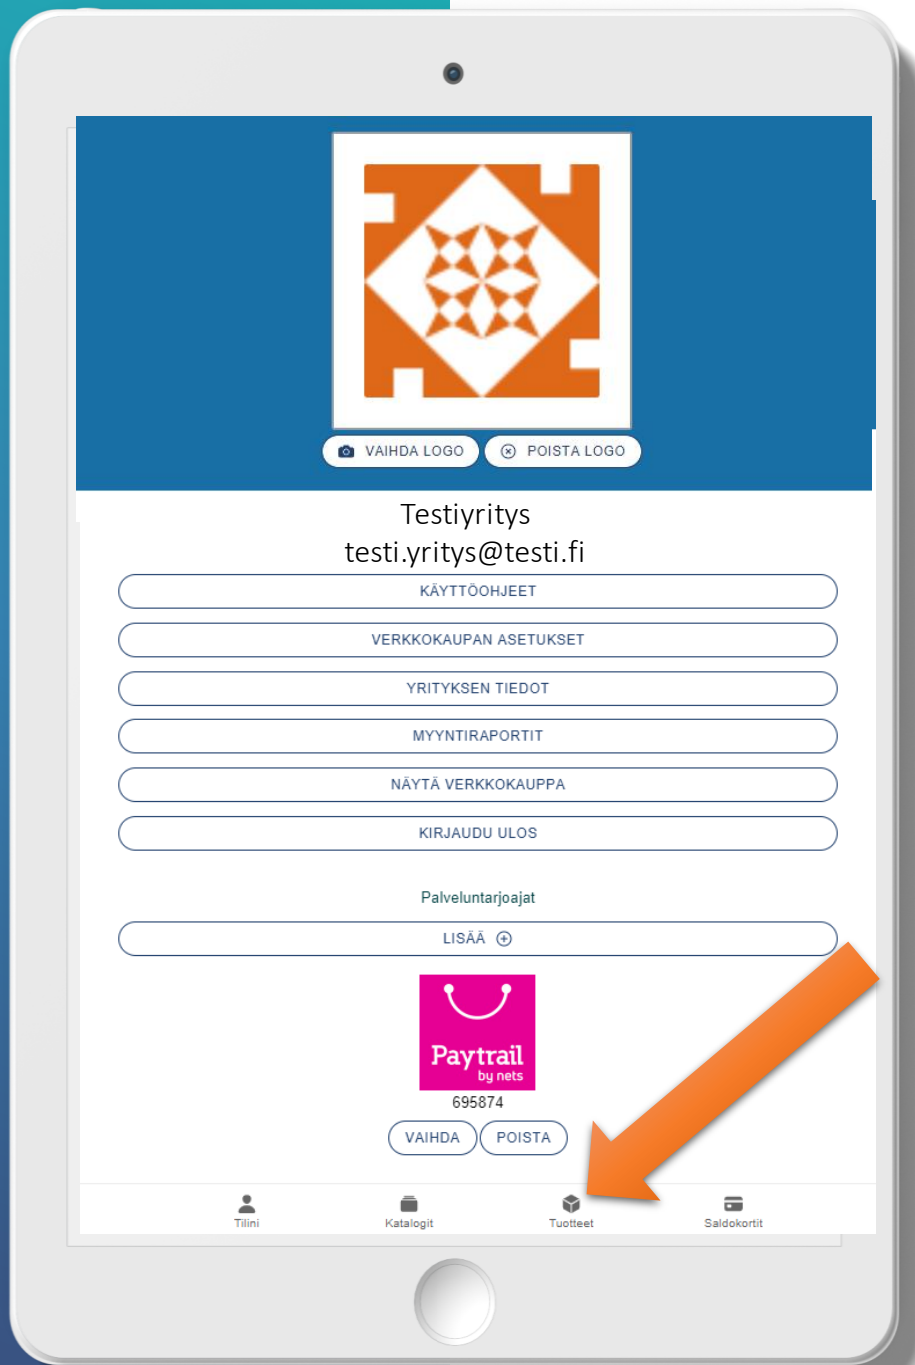 VAIHDA LOGO
POISTA LOGO
Testiyritys
testi.yritys@testi.fi
KÄYTTÖOHJEET
VERKKOKAUPAN ASETUKSET
YRITYKSEN TIEDOT
MYYNTIRAPORTIT
NÄYTÄ VERKKOKAUPPA
KIRJAUDU ULOS
Palveluntarjoajat
LISÄÄ
Paytrail
by nets
695874
VAIHDA
POISTA
Tilini
Katalogit
Tuotteet
Saldokortit